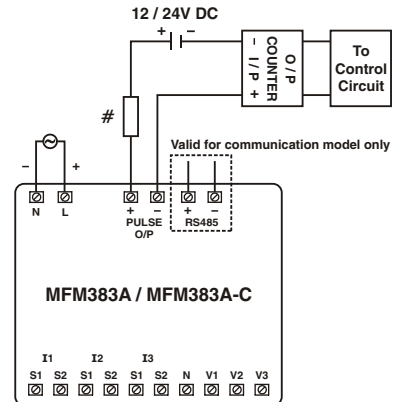 12 / 24V DC
+ −
− I / P +
COUNTER
O / P
To
Control
Circuit
#
Valid for communication model only
− +
N L + − + −
PULSE
O/P
RS485
MFM383A / MFM383A-C
I1 I2 I3
S1 S2 S1 S2 S1 S2 N V1 V2 V3